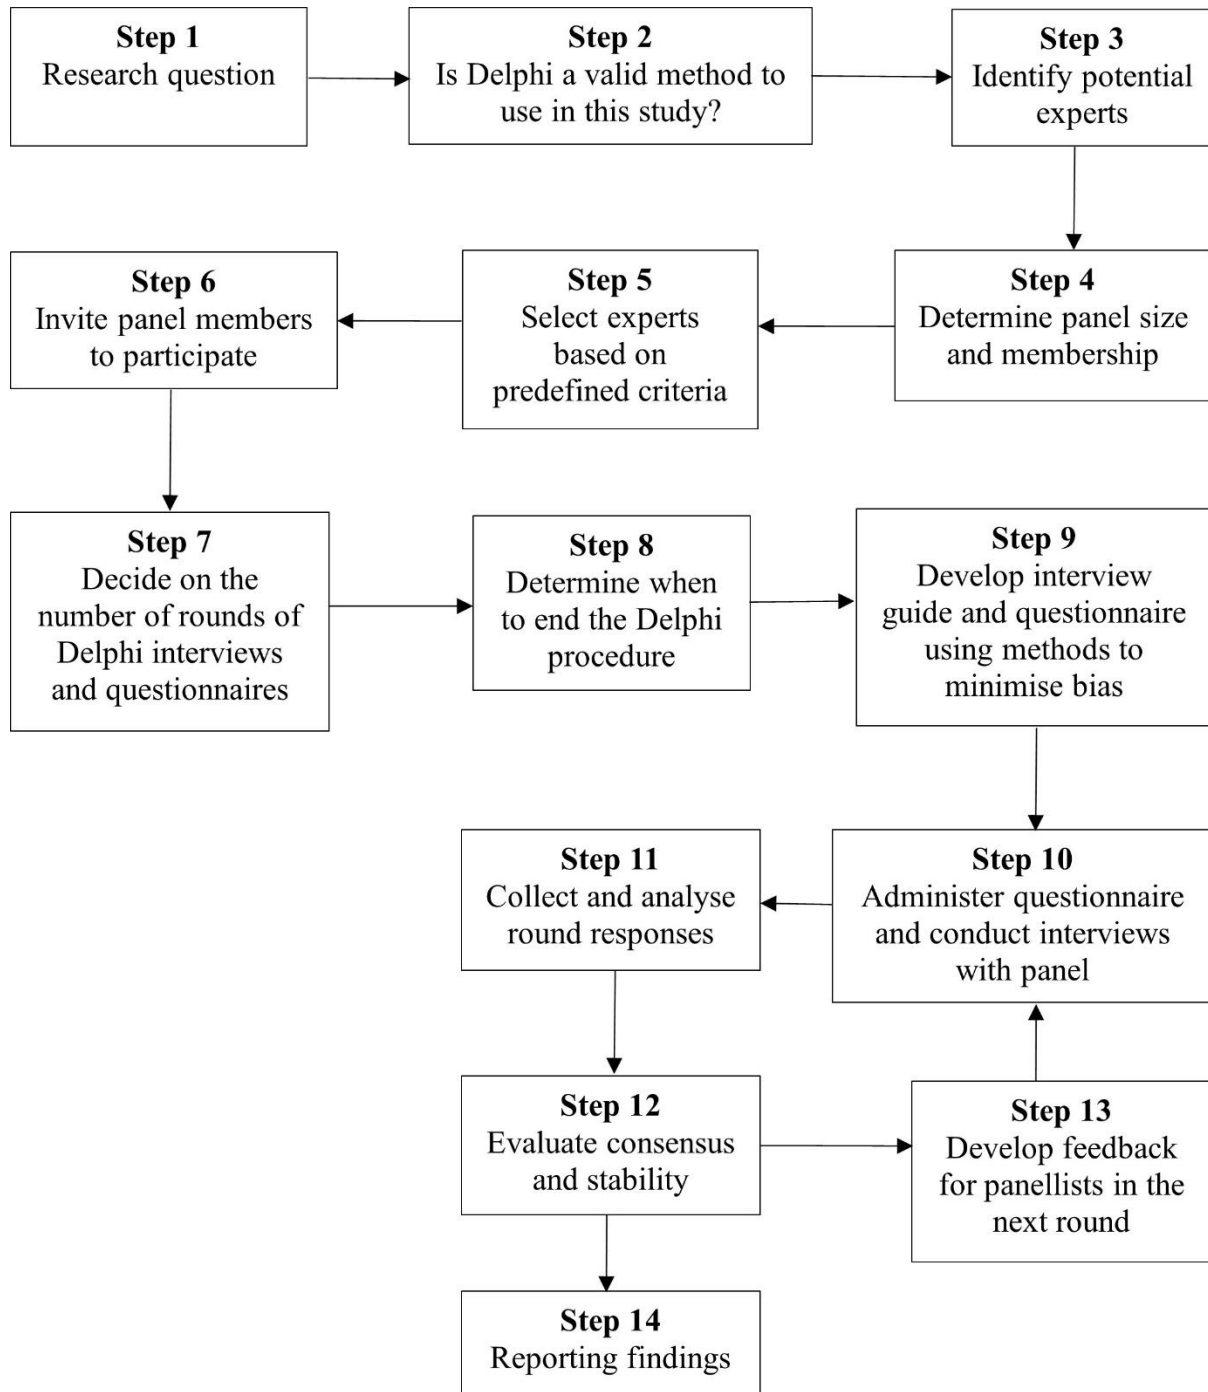 Step 1
Research question
Step 2
Is Delphi a valid method to
use in this study?
Step 3
Identify potential
experts
Step 4
Determine panel size
and membership
Step 5
Select experts
based on
predefined criteria
Step 6
Invite panel members
to participate
Step 7
Decide on the
number of rounds of
Delphi interviews
and questionnaires
Step 8
Determine when
to end the Delphi
procedure
Step 9
Develop interview
guide and questionnaire
using methods to
minimise bias
Step 10
Administer questionnaire
and conduct interviews
with panel
Step 11
Collect and analyse
round responses
Step 12
Evaluate consensus
and stability
Step 13
Develop feedback
for panellists in the
next round
Step 14
Reporting findings